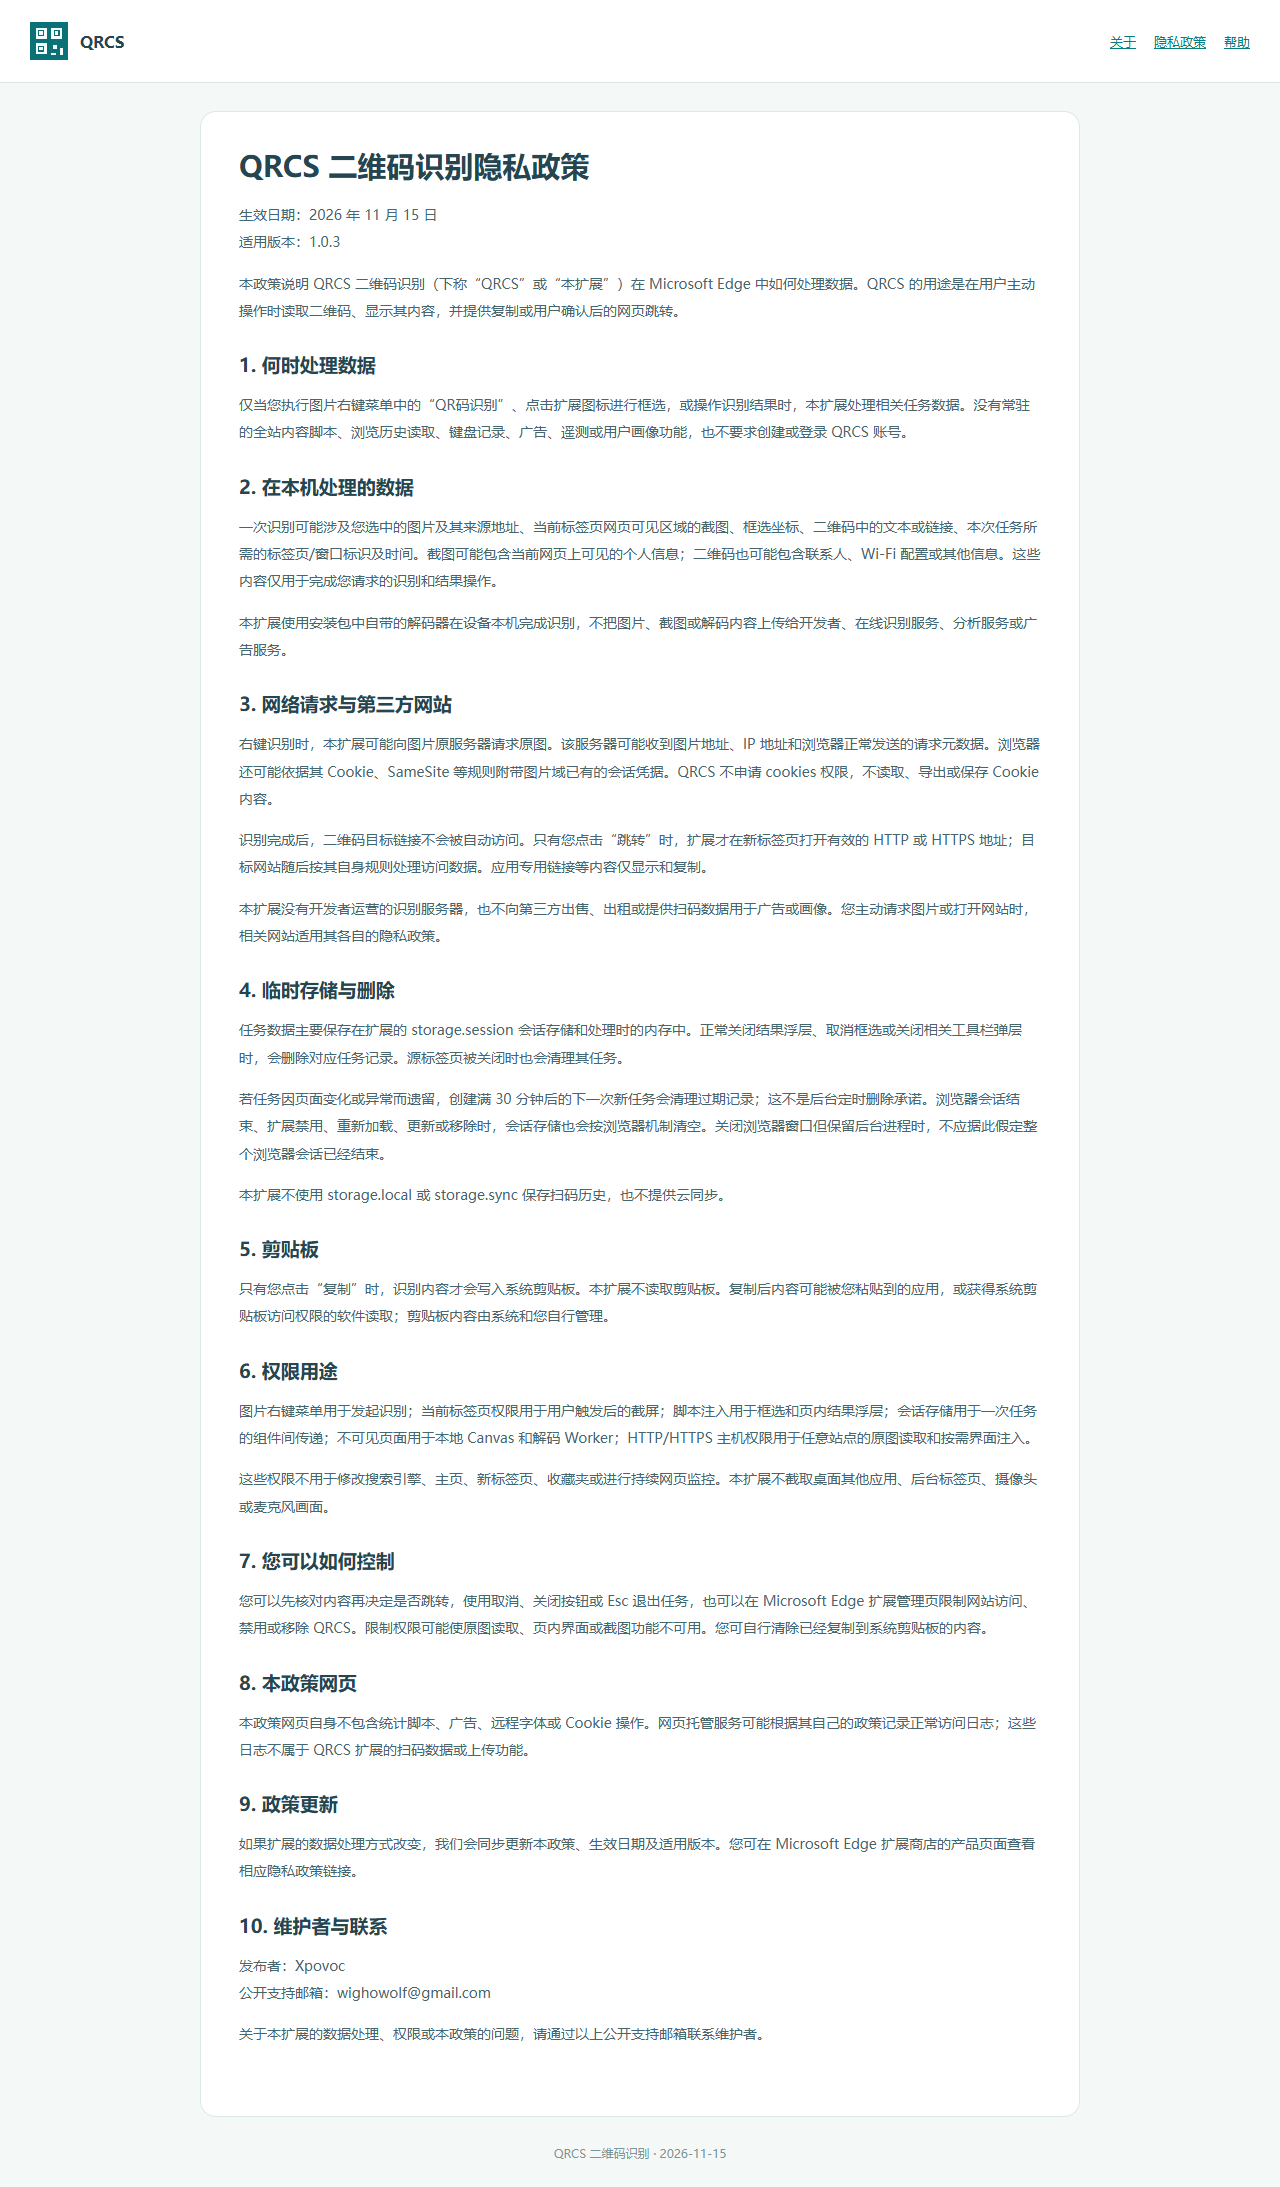 QRCS
关于 隐私政策 帮助
QRCS 二维码识别隐私政策
生效日期：2026 年 11 月 15 日
适用版本：1.0.3
本政策说明 QRCS 二维码识别（下称“QRCS”或“本扩展”）在 Microsoft Edge 中如何处理数据。QRCS 的用途是在用户主动
操作时读取二维码、显示其内容，并提供复制或用户确认后的网页跳转。
1. 何时处理数据
仅当您执行图片右键菜单中的“QR码识别”、点击扩展图标进行框选，或操作识别结果时，本扩展处理相关任务数据。没有常驻
的全站内容脚本、浏览历史读取、键盘记录、广告、遥测或用户画像功能，也不要求创建或登录 QRCS 账号。
2. 在本机处理的数据
一次识别可能涉及您选中的图片及其来源地址、当前标签页网页可见区域的截图、框选坐标、二维码中的文本或链接、本次任务所
需的标签页/窗口标识及时间。截图可能包含当前网页上可见的个人信息；二维码也可能包含联系人、Wi-Fi 配置或其他信息。这些
内容仅用于完成您请求的识别和结果操作。
本扩展使用安装包中自带的解码器在设备本机完成识别，不把图片、截图或解码内容上传给开发者、在线识别服务、分析服务或广
告服务。
3. 网络请求与第三方网站
右键识别时，本扩展可能向图片原服务器请求原图。该服务器可能收到图片地址、IP 地址和浏览器正常发送的请求元数据。浏览器
还可能依据其 Cookie、SameSite 等规则附带图片域已有的会话凭据。QRCS 不申请 cookies 权限，不读取、导出或保存 Cookie
内容。
识别完成后，二维码目标链接不会被自动访问。只有您点击“跳转”时，扩展才在新标签页打开有效的 HTTP 或 HTTPS 地址；目
标网站随后按其自身规则处理访问数据。应用专用链接等内容仅显示和复制。
本扩展没有开发者运营的识别服务器，也不向第三方出售、出租或提供扫码数据用于广告或画像。您主动请求图片或打开网站时，
相关网站适用其各自的隐私政策。
4. 临时存储与删除
任务数据主要保存在扩展的 storage.session 会话存储和处理时的内存中。正常关闭结果浮层、取消框选或关闭相关工具栏弹层
时，会删除对应任务记录。源标签页被关闭时也会清理其任务。
若任务因页面变化或异常而遗留，创建满 30 分钟后的下一次新任务会清理过期记录；这不是后台定时删除承诺。浏览器会话结
束、扩展禁用、重新加载、更新或移除时，会话存储也会按浏览器机制清空。关闭浏览器窗口但保留后台进程时，不应据此假定整
个浏览器会话已经结束。
本扩展不使用 storage.local 或 storage.sync 保存扫码历史，也不提供云同步。
5. 剪贴板
只有您点击“复制”时，识别内容才会写入系统剪贴板。本扩展不读取剪贴板。复制后内容可能被您粘贴到的应用，或获得系统剪
贴板访问权限的软件读取；剪贴板内容由系统和您自行管理。
6. 权限用途
图片右键菜单用于发起识别；当前标签页权限用于用户触发后的截屏；脚本注入用于框选和页内结果浮层；会话存储用于一次任务
的组件间传递；不可见页面用于本地 Canvas 和解码 Worker；HTTP/HTTPS 主机权限用于任意站点的原图读取和按需界面注入。
这些权限不用于修改搜索引擎、主页、新标签页、收藏夹或进行持续网页监控。本扩展不截取桌面其他应用、后台标签页、摄像头
或麦克风画面。
7. 您可以如何控制
您可以先核对内容再决定是否跳转，使用取消、关闭按钮或 Esc 退出任务，也可以在 Microsoft Edge 扩展管理页限制网站访问、
禁用或移除 QRCS。限制权限可能使原图读取、页内界面或截图功能不可用。您可自行清除已经复制到系统剪贴板的内容。
8. 本政策网页
本政策网页自身不包含统计脚本、广告、远程字体或 Cookie 操作。网页托管服务可能根据其自己的政策记录正常访问日志；这些
日志不属于 QRCS 扩展的扫码数据或上传功能。
9. 政策更新
如果扩展的数据处理方式改变，我们会同步更新本政策、生效日期及适用版本。您可在 Microsoft Edge 扩展商店的产品页面查看
相应隐私政策链接。
10. 维护者与联系
发布者：Xpovoc
公开支持邮箱：wighowolf@gmail.com
关于本扩展的数据处理、权限或本政策的问题，请通过以上公开支持邮箱联系维护者。
QRCS 二维码识别 · 2026-11-15